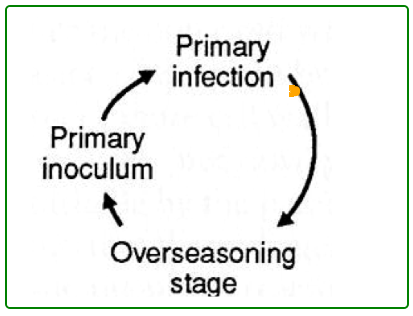 Primary
infection
Primary
inoculum
Overseasoning
stage